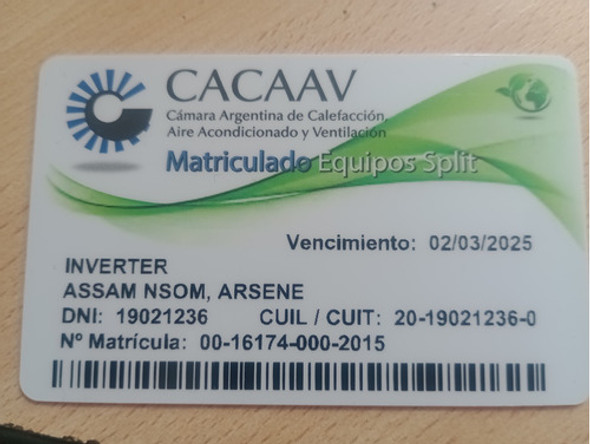 CACAAV
Cámara Argentina de Calefacción,
Aire Acondicionado y Ventilación
Matriculado Equipos Split
Vencimiento: 02/03/2025
INVERTER
ASSAM NSOM, ARSENE
DNI: 19021236 CUIL / CUIT: 20-19021236-0
Nº Matrícula: 00-16174-000-2015